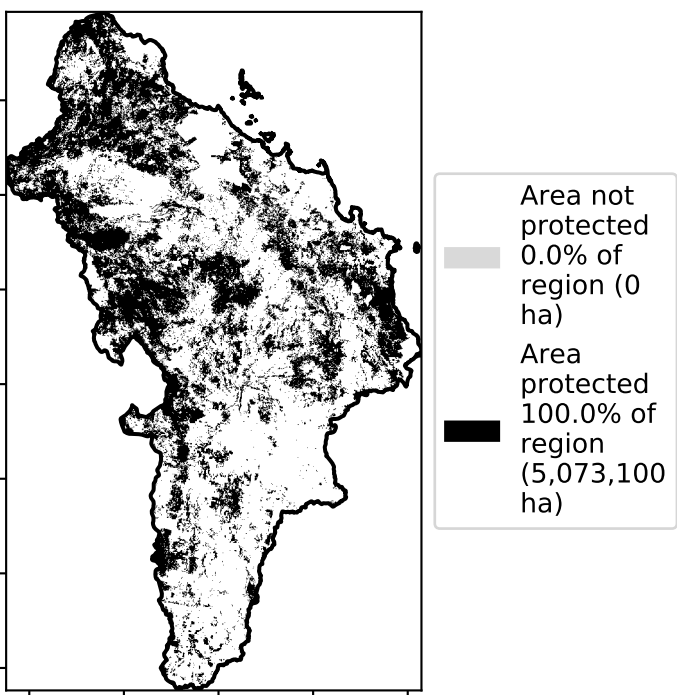 Area not
protected
0.0% of
region (0
ha)
Area
protected
100.0% of
region
(5,073,100
ha)